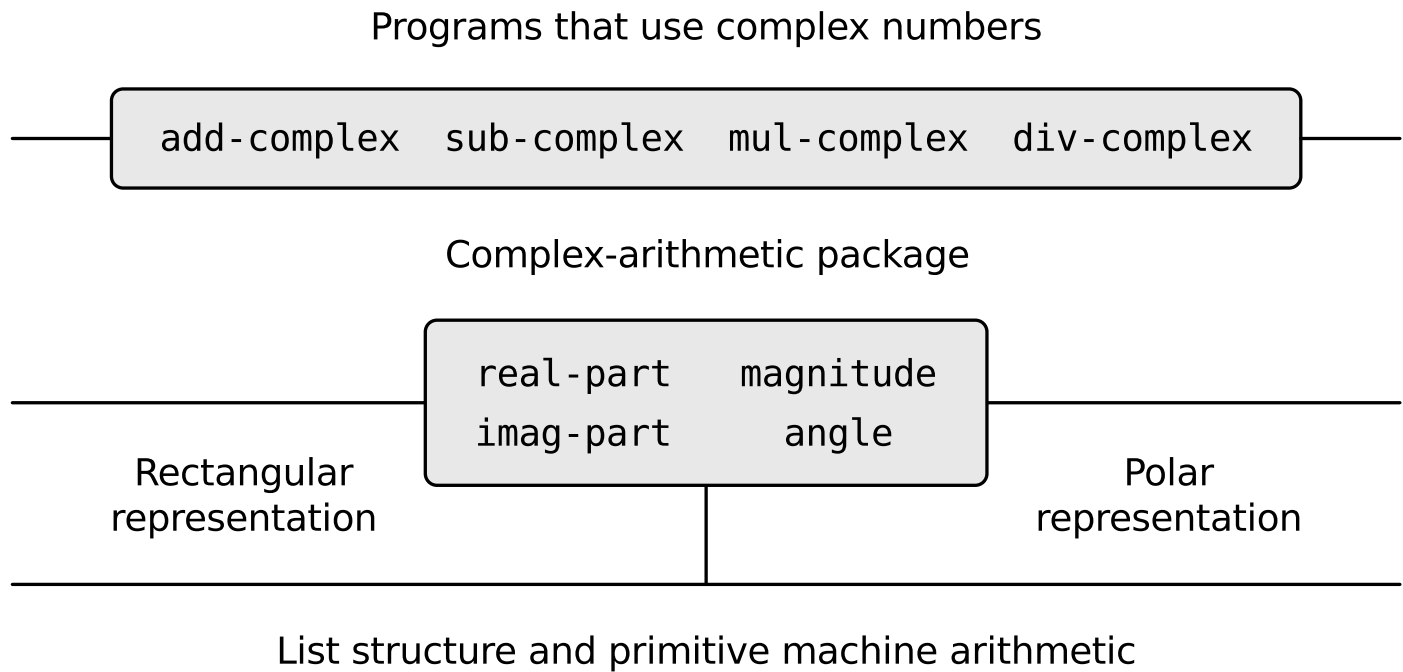 Programs that use complex numbers
add-complex sub-complex mul-complex div-complex
Complex-arithmetic package
real-part magnitude
imag-part angle
Rectangular
representation
Polar
representation
List structure and primitive machine arithmetic